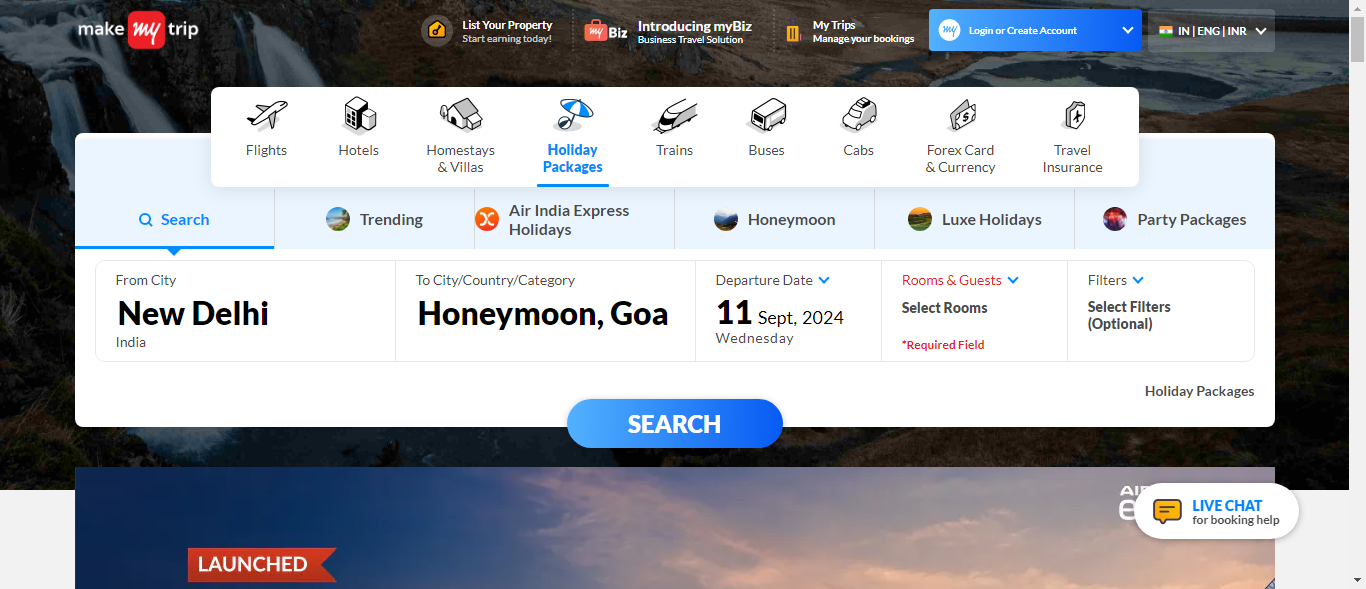 make my trip
List Your Property
Start earning today!
my Biz
Introducing myBiz
Business Travel Solution
My Trips
Manage your bookings
my
Login or Create Account
IN | ENG | INR
Flights
Hotels
Homestays
& Villas
Holiday
Packages
Trains
Buses
Cabs
Forex Card
& Currency
Travel
Insurance
Search
Trending
Air India Express
Holidays
Honeymoon
Luxe Holidays
Party Packages
From City
New Delhi
India
To City/Country/Category
Honeymoon, Goa
Departure Date
11 Sept, 2024
Wednesday
Rooms & Guests
Select Rooms
*Required Field
Filters
Select Filters
(Optional)
Holiday Packages
SEARCH
LIVE CHAT
for booking help
LAUNCHED